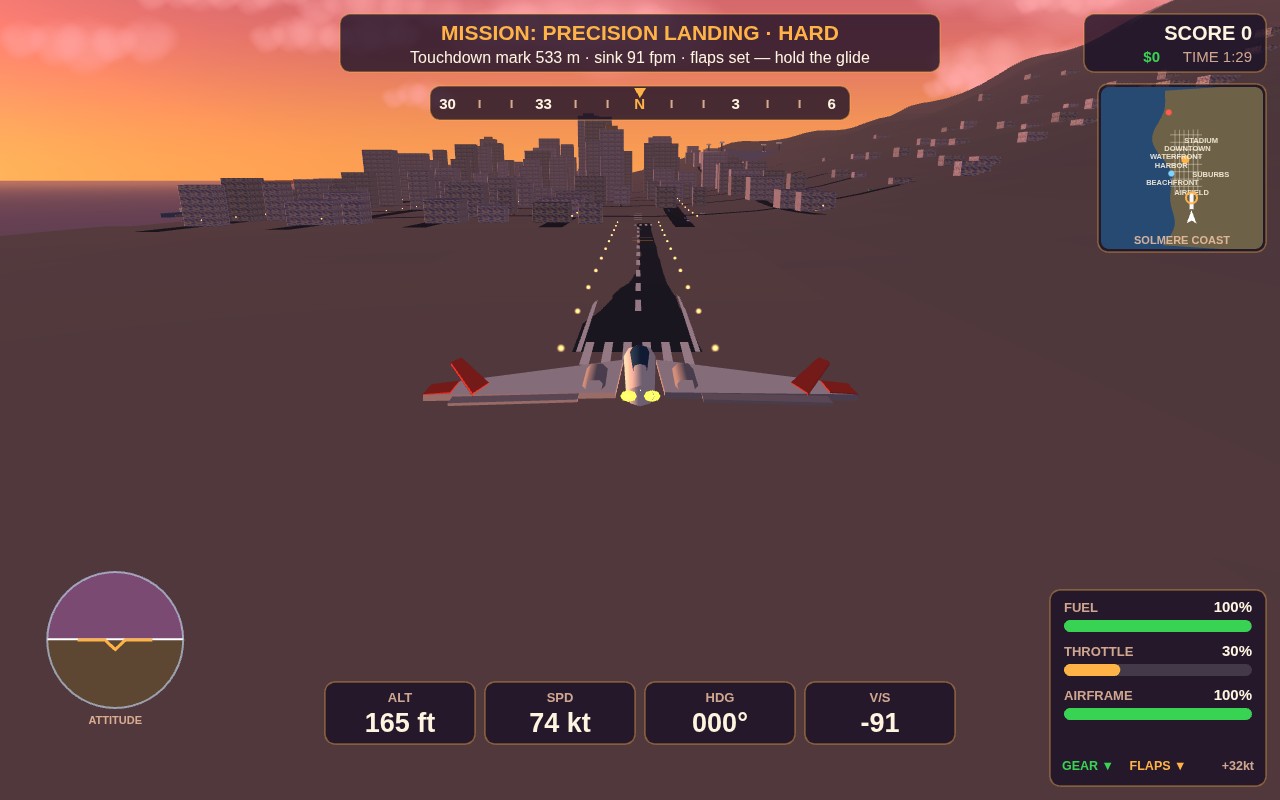 MISSION: PRECISION LANDING · HARD
Touchdown mark 533 m · sink 91 fpm · flaps set — hold the glide
SCORE 0
$0 TIME 1:29
30 33 N 3 6
STADIUM
DOWNTOWN
WATERFRONT
HARBOR
SUBURBS
BEACHFRONT
AIRFIELD
SOLMERE COAST
ATTITUDE
ALT
165 ft
SPD
74 kt
HDG
000°
V/S
-91
FUEL 100%
THROTTLE 30%
AIRFRAME 100%
GEAR ▼ FLAPS ▼ +32kt